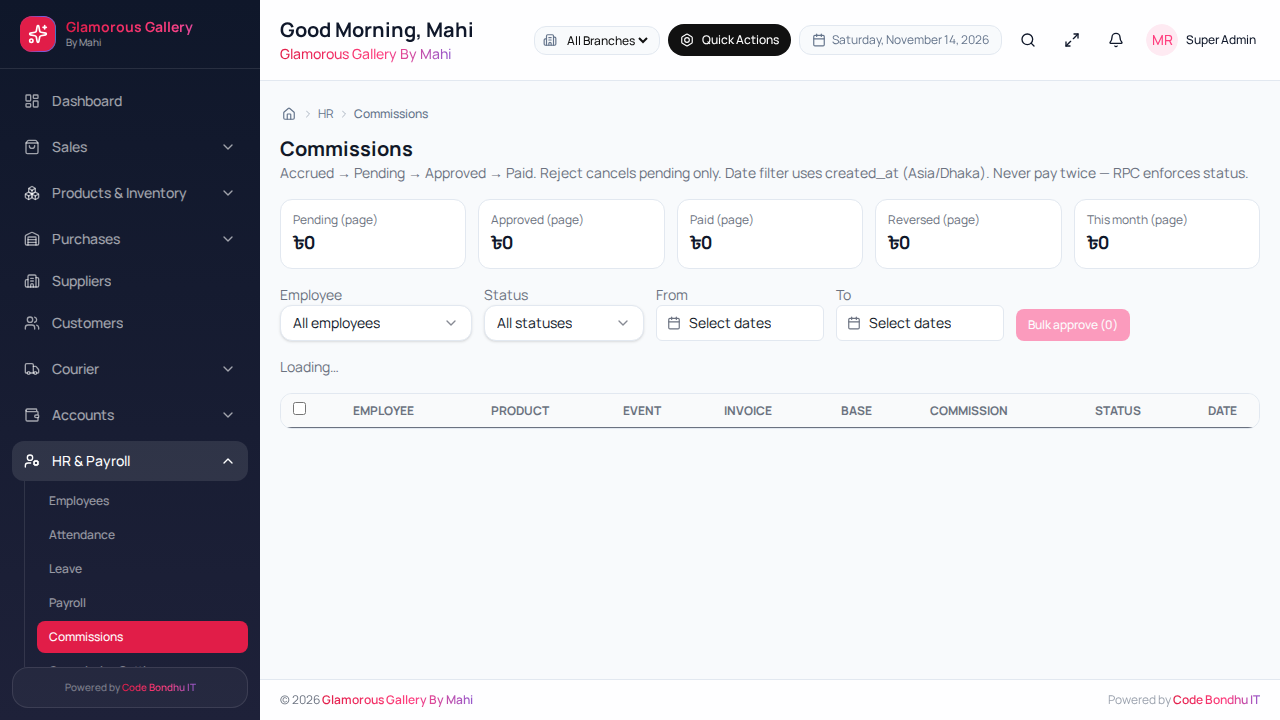 Glamorous Gallery
By Mahi
Dashboard
Sales
Products & Inventory
Purchases
Suppliers
Customers
Courier
Accounts
HR & Payroll
Employees
Attendance
Leave
Payroll
Commissions
Powered by Code Bondhu IT
Good Morning, Mahi
Glamorous Gallery By Mahi
All Branches
Quick Actions
Saturday, November 14, 2026
MR
Super Admin
HR
Commissions
Commissions
Accrued → Pending → Approved → Paid. Reject cancels pending only. Date filter uses created_at (Asia/Dhaka). Never pay twice — RPC enforces status.
Pending (page)
৳0
Approved (page)
৳0
Paid (page)
৳0
Reversed (page)
৳0
This month (page)
৳0
Employee
All employees
Status
All statuses
From
Select dates
To
Select dates
Bulk approve (0)
Loading...
EMPLOYEE PRODUCT EVENT INVOICE BASE COMMISSION STATUS DATE
© 2026 Glamorous Gallery By Mahi
Powered by Code Bondhu IT